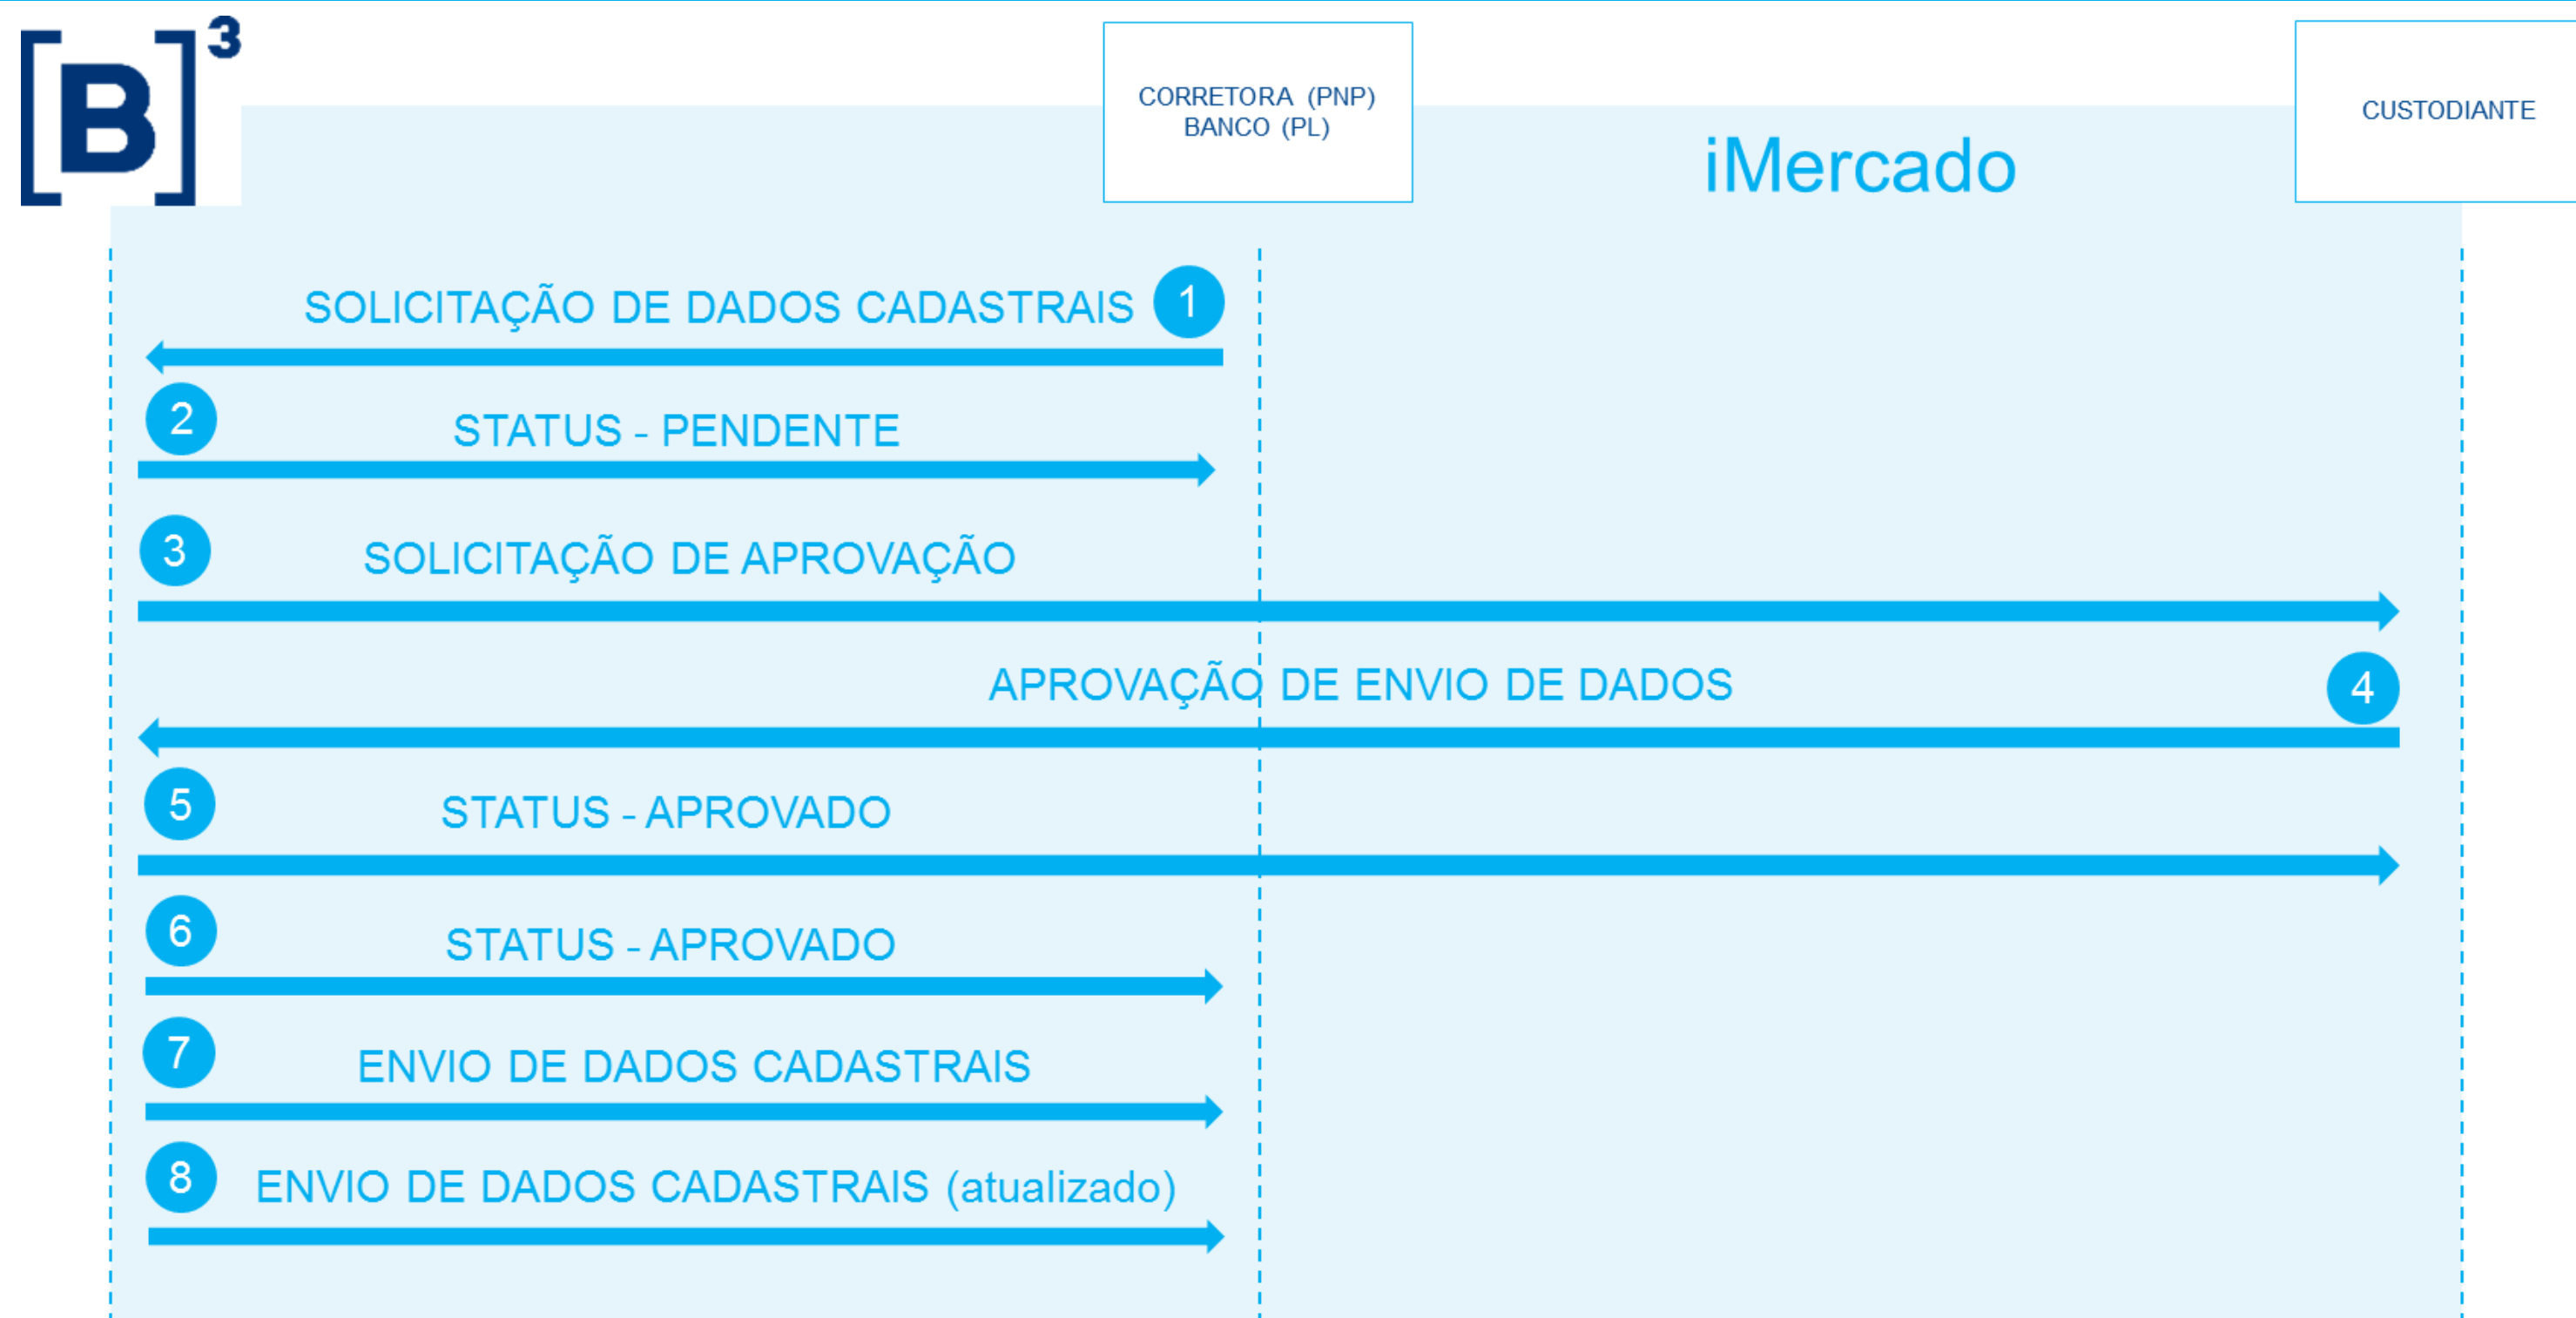 [B]³
CORRETORA (PNP)
BANCO (PL)
iMercado
CUSTODIANTE
SOLICITAÇÃO DE DADOS CADASTRAIS 1
2 STATUS - PENDENTE
3 SOLICITAÇÃO DE APROVAÇÃO
APROVAÇÃO DE ENVIO DE DADOS 4
5 STATUS - APROVADO
6 STATUS - APROVADO
7 ENVIO DE DADOS CADASTRAIS
8 ENVIO DE DADOS CADASTRAIS (atualizado)